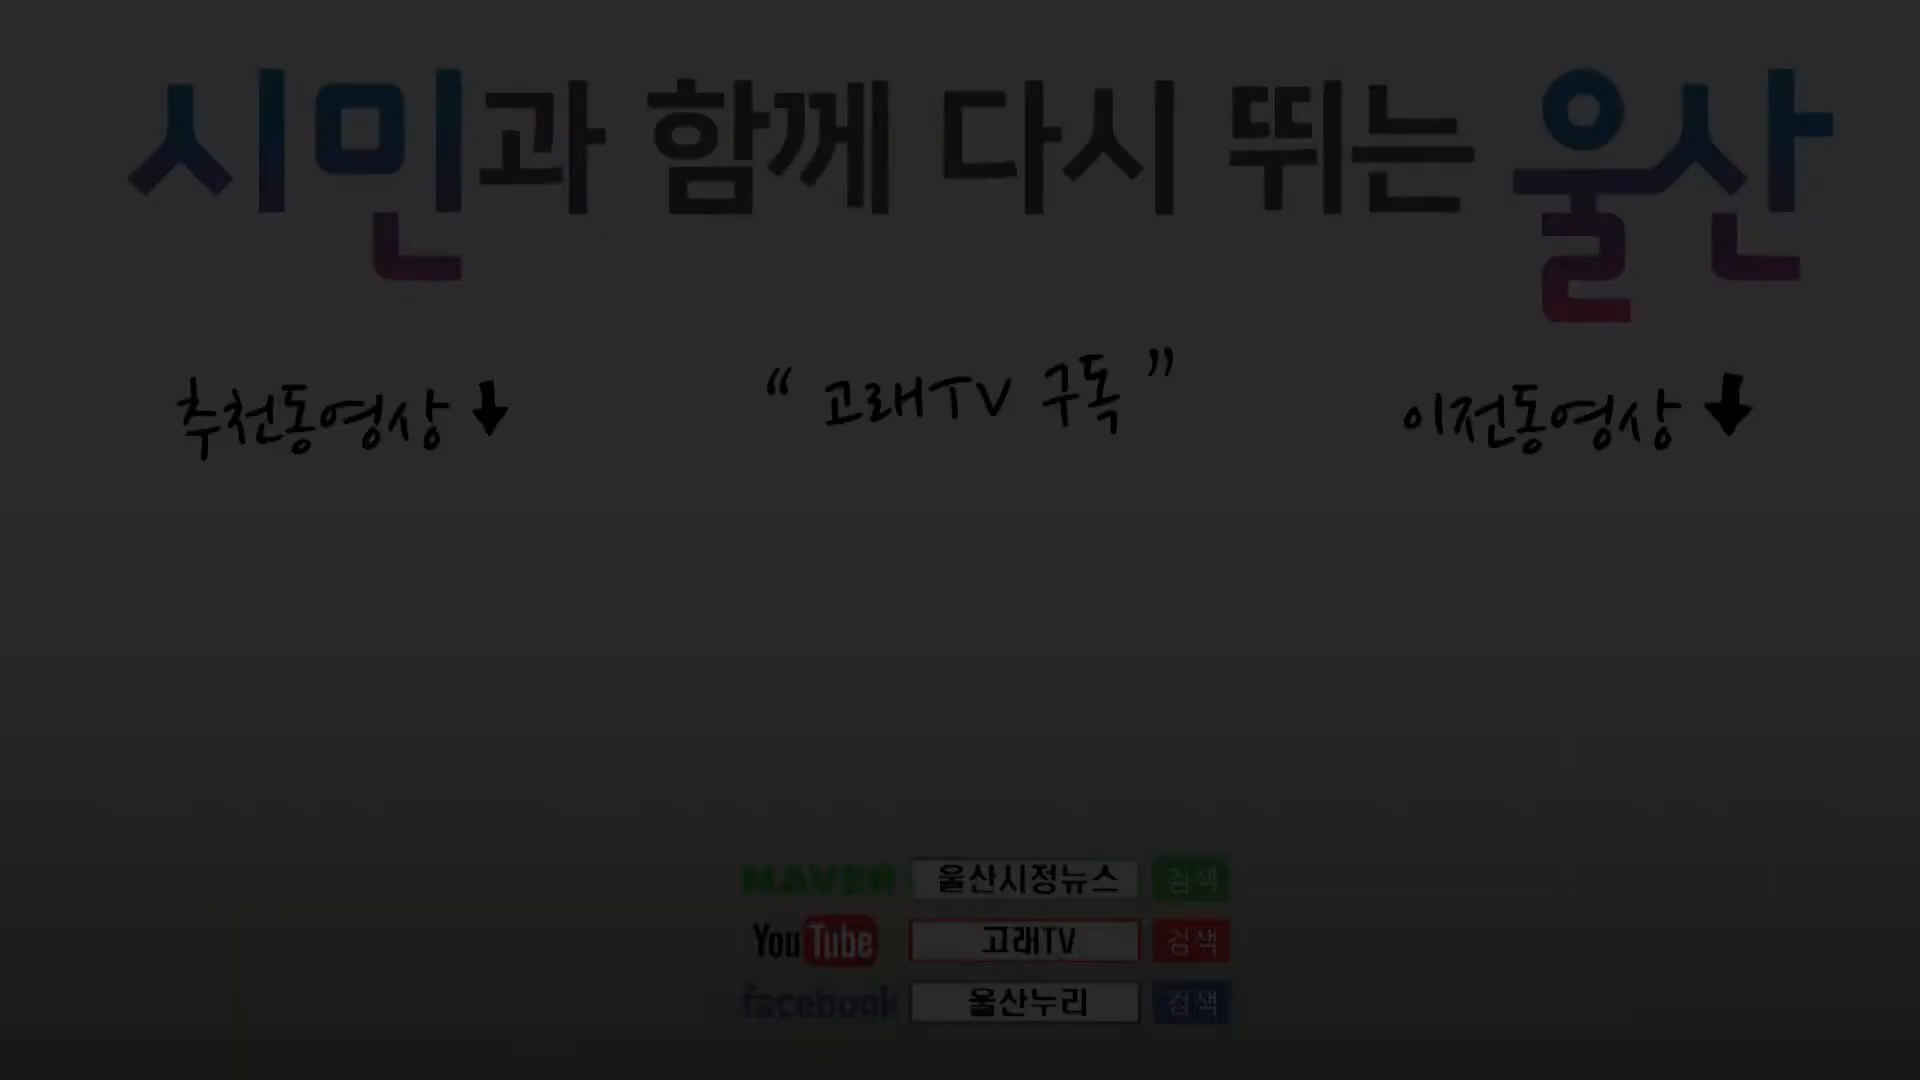 시민과 함께 다시 뛰는 울산
추천동영상 ⬇ “고래TV 구독” 이전동영상 ⬇
NAVER 울산시정뉴스 검색
YouTube 고래TV 검색
facebook 울산누리 검색